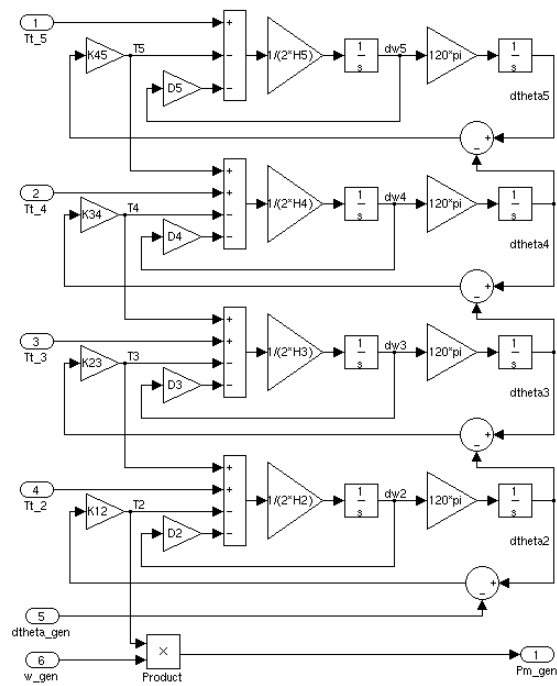 1
Tt_5
K45
T5
D5
+
−
−
1/(2*H5)
1
s
dw5
120*pi
1
s
dtheta5
+
−
2
Tt_4
K34
T4
D4
+
+
−
−
1/(2*H4)
1
s
dw4
120*pi
1
s
dtheta4
+
−
3
Tt_3
K23
T3
D3
+
+
−
−
1/(2*H3)
1
s
dw3
120*pi
1
s
dtheta3
+
−
4
Tt_2
K12
T2
D2
+
+
−
−
1/(2*H2)
1
s
dw2
120*pi
1
s
dtheta2
+
−
5
dtheta_gen
6
w_gen
×
Product
1
Pm_gen